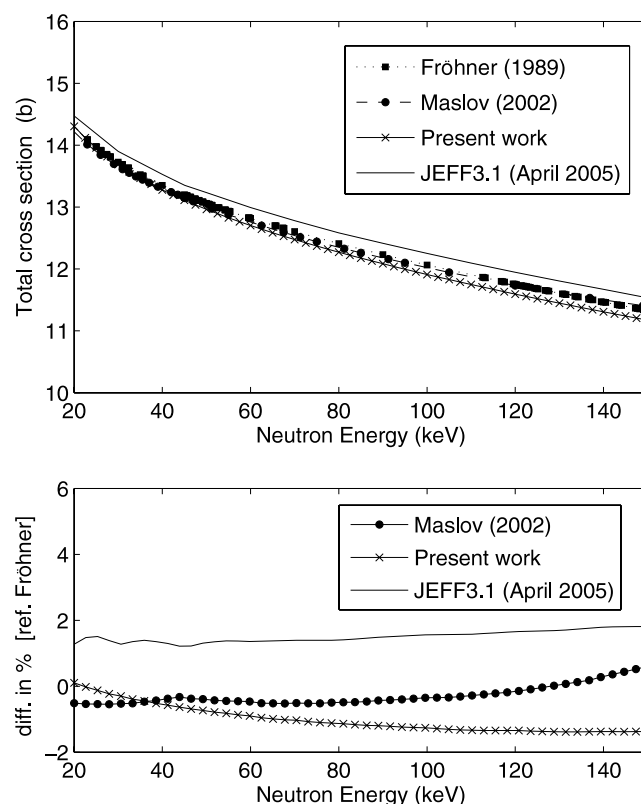 16
15
14
13
12
11
10
Total cross section (b)
Fröhner (1989)
Maslov (2002)
Present work
JEFF3.1 (April 2005)
20 40 60 80 100 120 140
Neutron Energy (keV)
6
4
2
0
−2
diff. in % [ref. Fröhner]
Maslov (2002)
Present work
JEFF3.1 (April 2005)
20 40 60 80 100 120 140
Neutron Energy (keV)